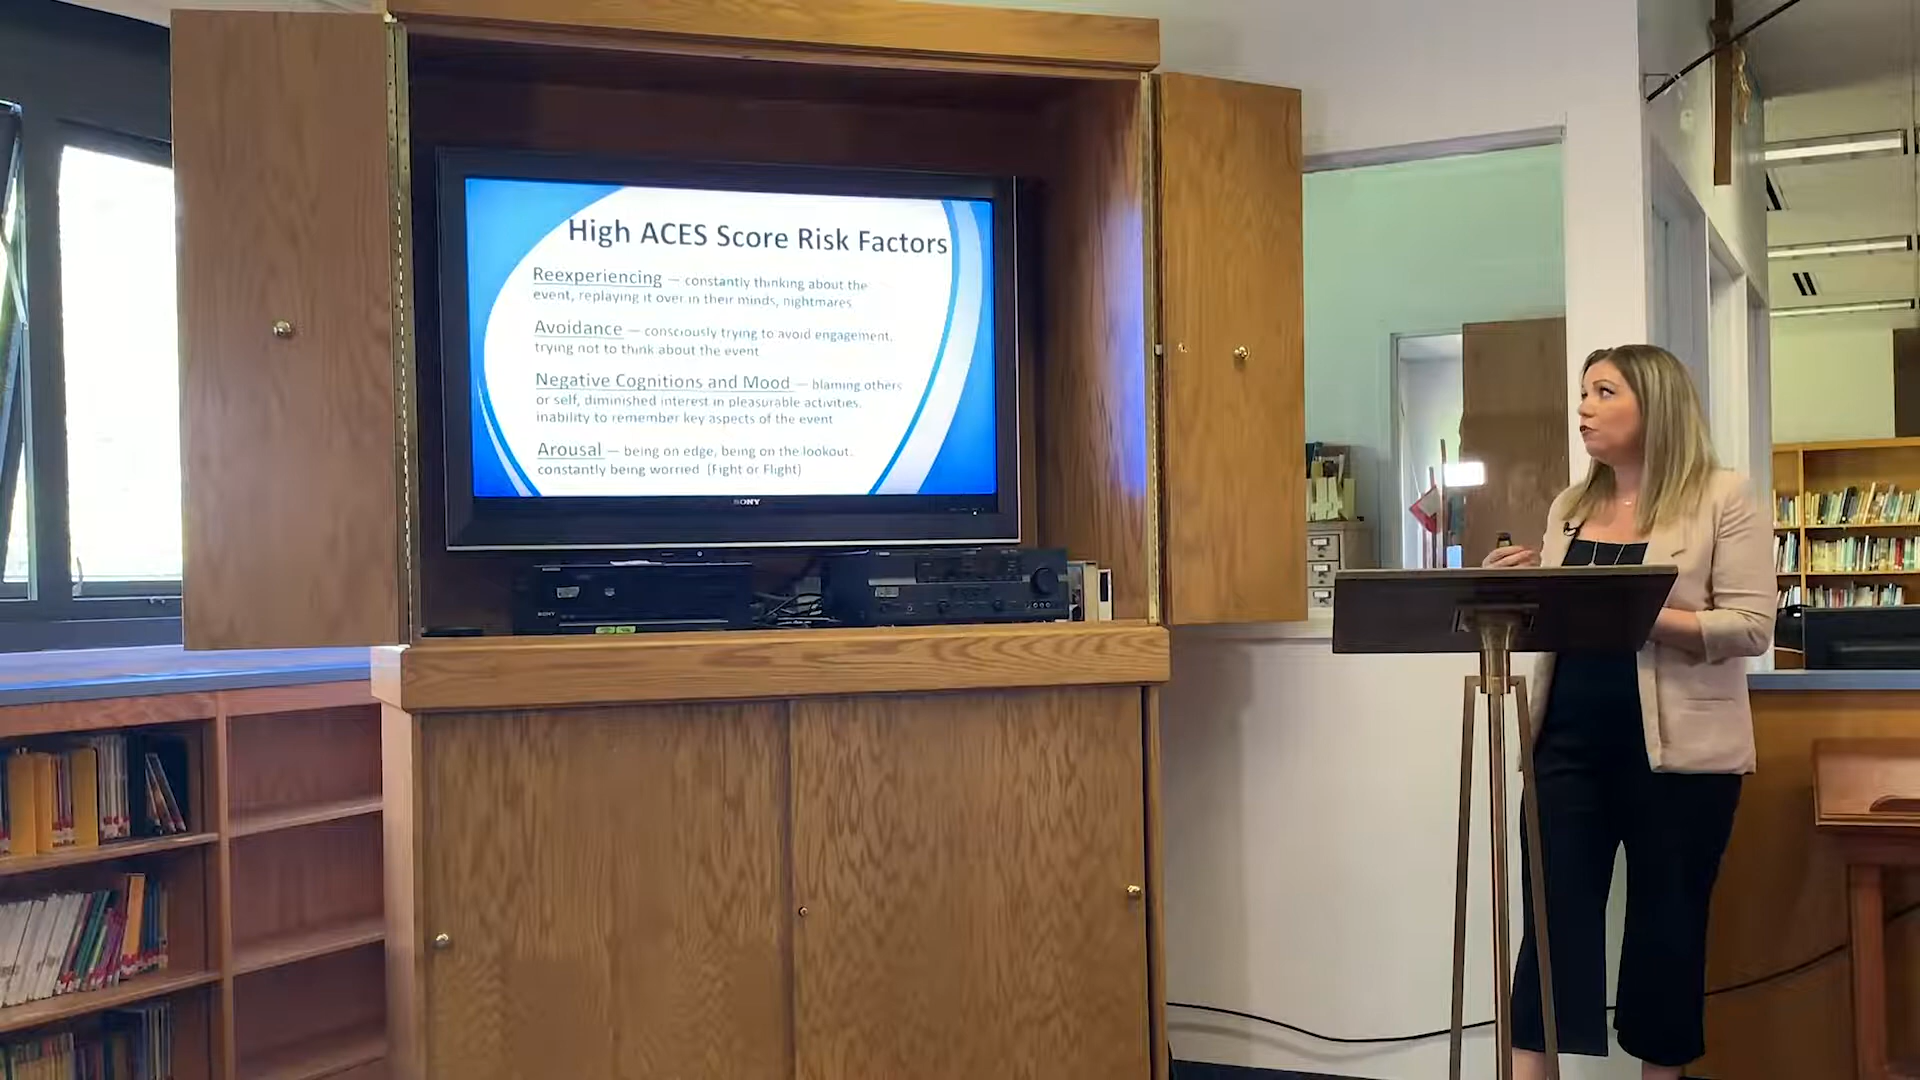 High ACES Score Risk Factors
Reexperiencing – constantly thinking about the
event, replaying it over in their minds, nightmares
Avoidance – consciously trying to avoid engagement,
trying not to think about the event
Negative Cognitions and Mood – blaming others
or self, diminished interest in pleasurable activities,
inability to remember key aspects of the event
Arousal – being on edge, being on the lookout,
constantly being worried (Fight or Flight)
SONY
SONY